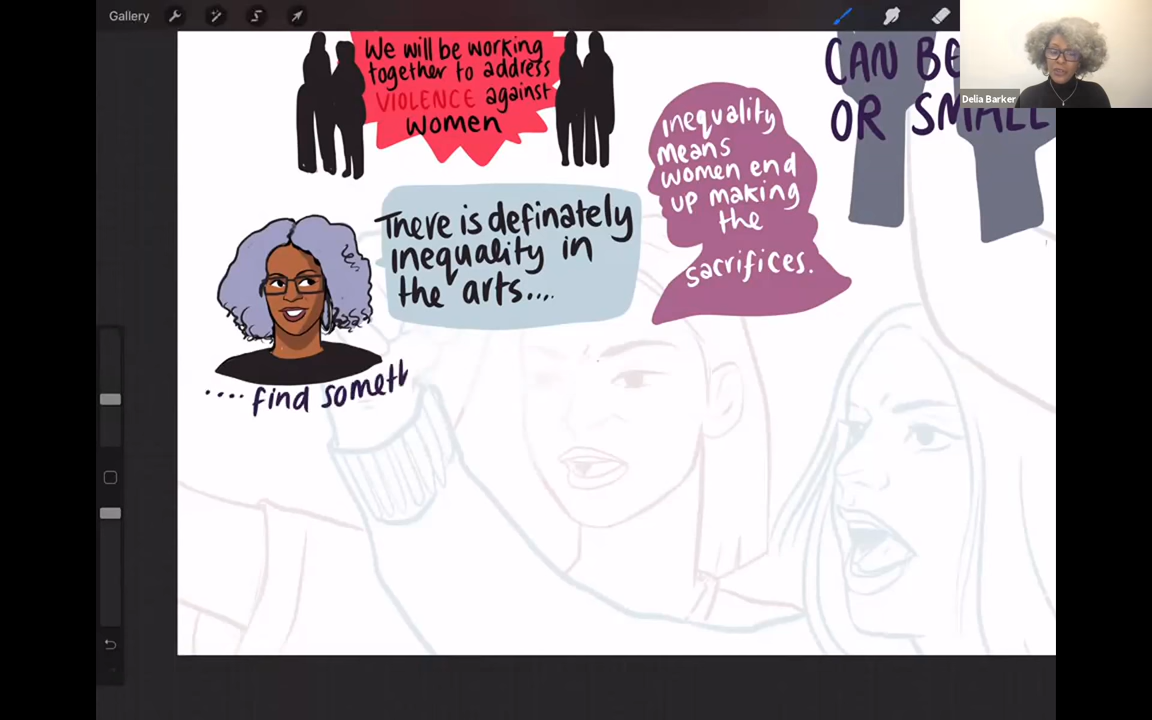 Gallery
We will be working
together to address
VIOLENCE against
women
CAN BE
OR SMALL
Delia Barker
inequality
means
women end
up making
the
sacrifices.
There is definately
inequality in
the arts....
....find someth